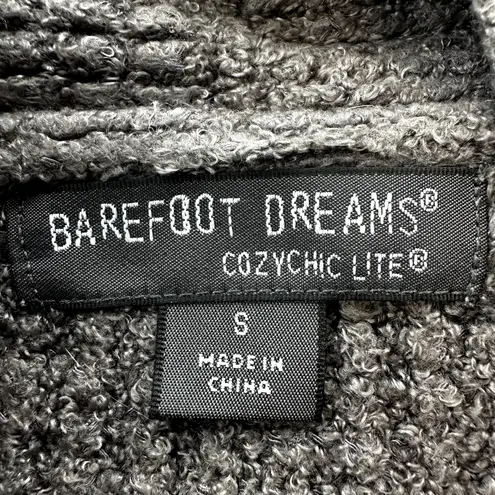 BAREFOOT DREAMS®
COZYCHIC LITE®
S
MADE IN
CHINA